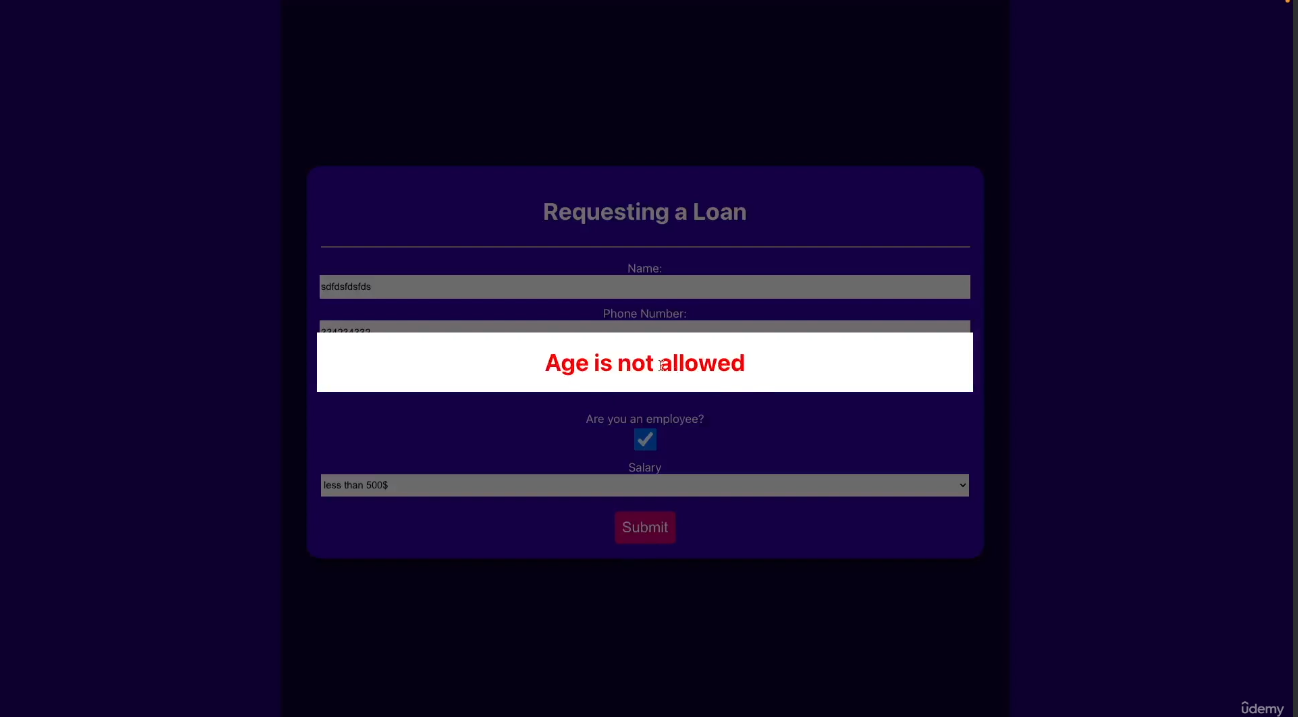 Requesting a Loan
Name:
sdfdsfdsfds
Phone Number:
334234332
Age is not allowed
Are you an employee?
Salary
less than 500$
Submit
ûdemy